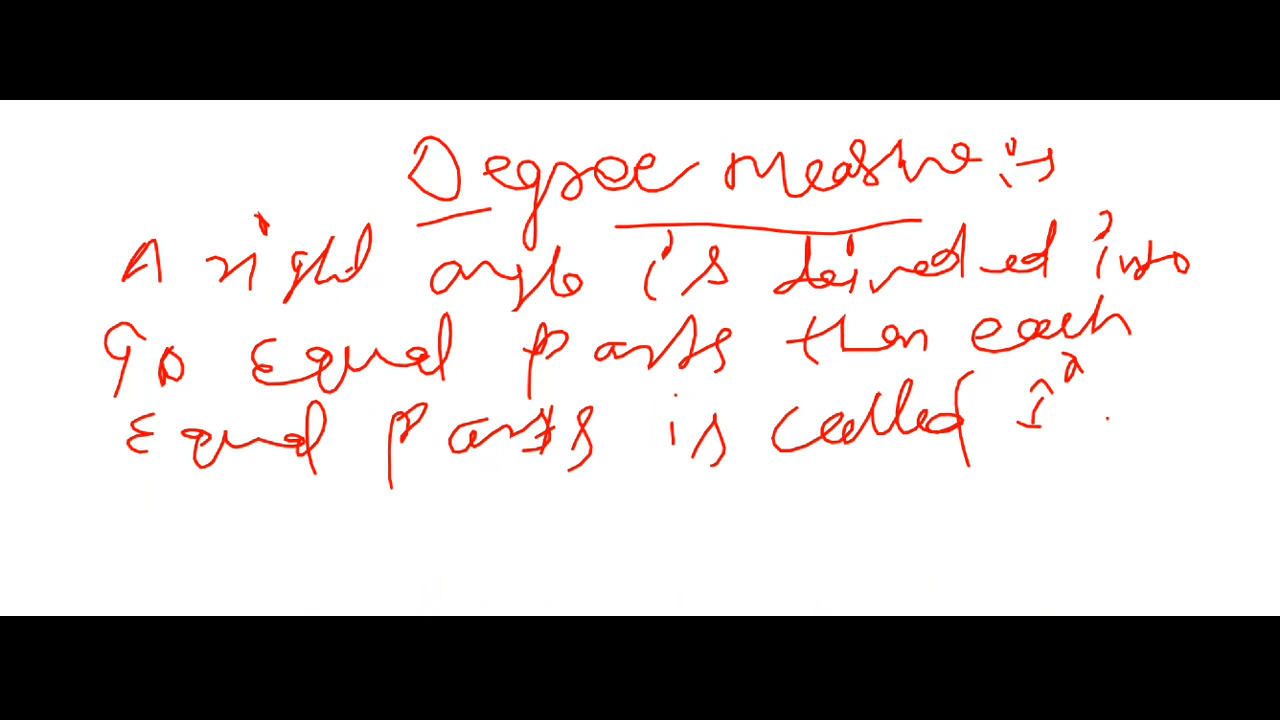 Degree measure :-
A right angle is divided into
90 Equal parts then each
Equal parts is called 1°.